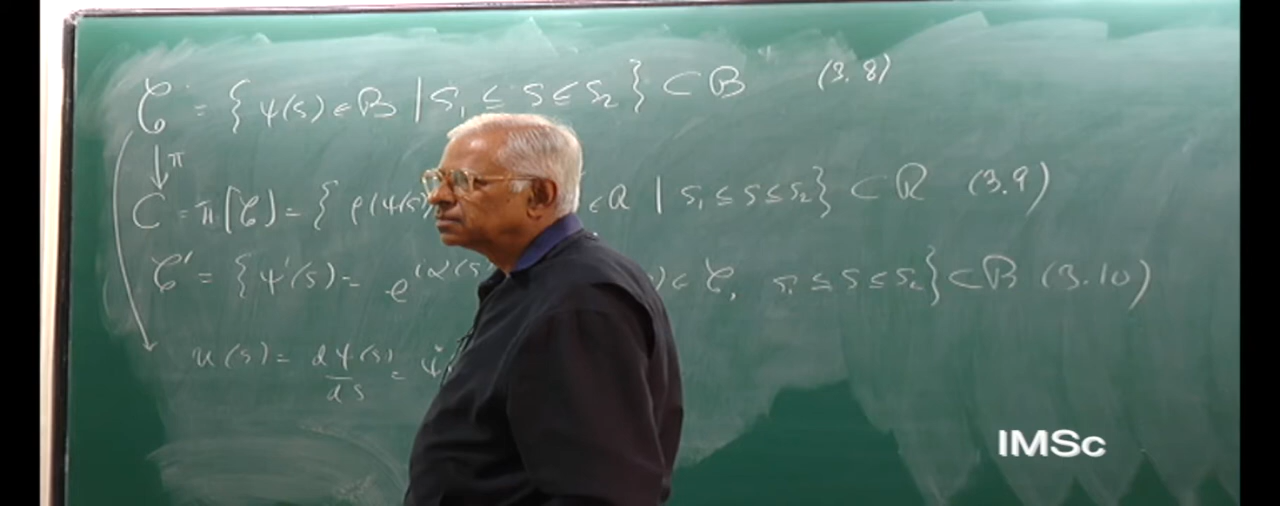 𝒞 = { ψ(s) ∈ B | s₁ ≤ s ≤ s₂ } ⊂ B (3.8)
↓ π
C = π[𝒞] = { ρ(ψ(s) ∈ R | s₁ ≤ s ≤ s₂ } ⊂ R (3.9)
𝒞' = { ψ'(s) = e^{iα(s ) ∈ 𝒞, s₁ ≤ s ≤ s₂ } ⊂ B (3.10)
u(s) = dψ(s)/ds = ψ̇
IMSc